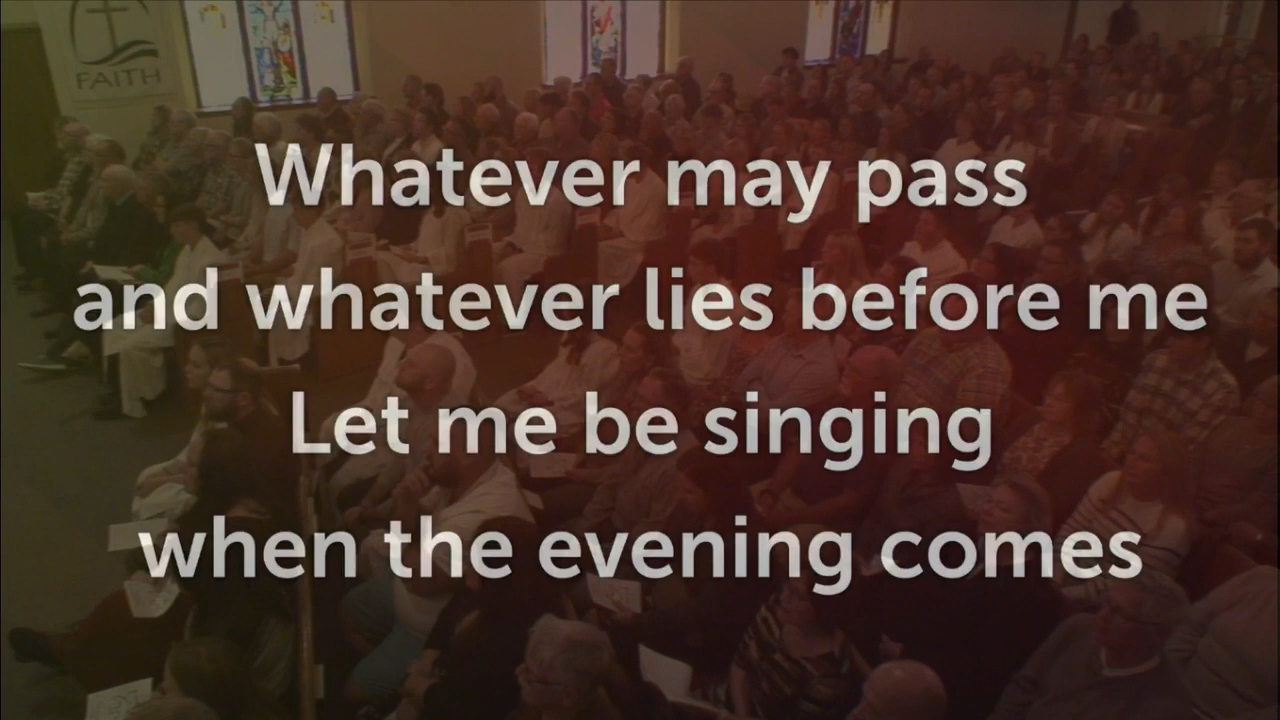 FAITH
Whatever may pass
and whatever lies before me
Let me be singing
when the evening comes